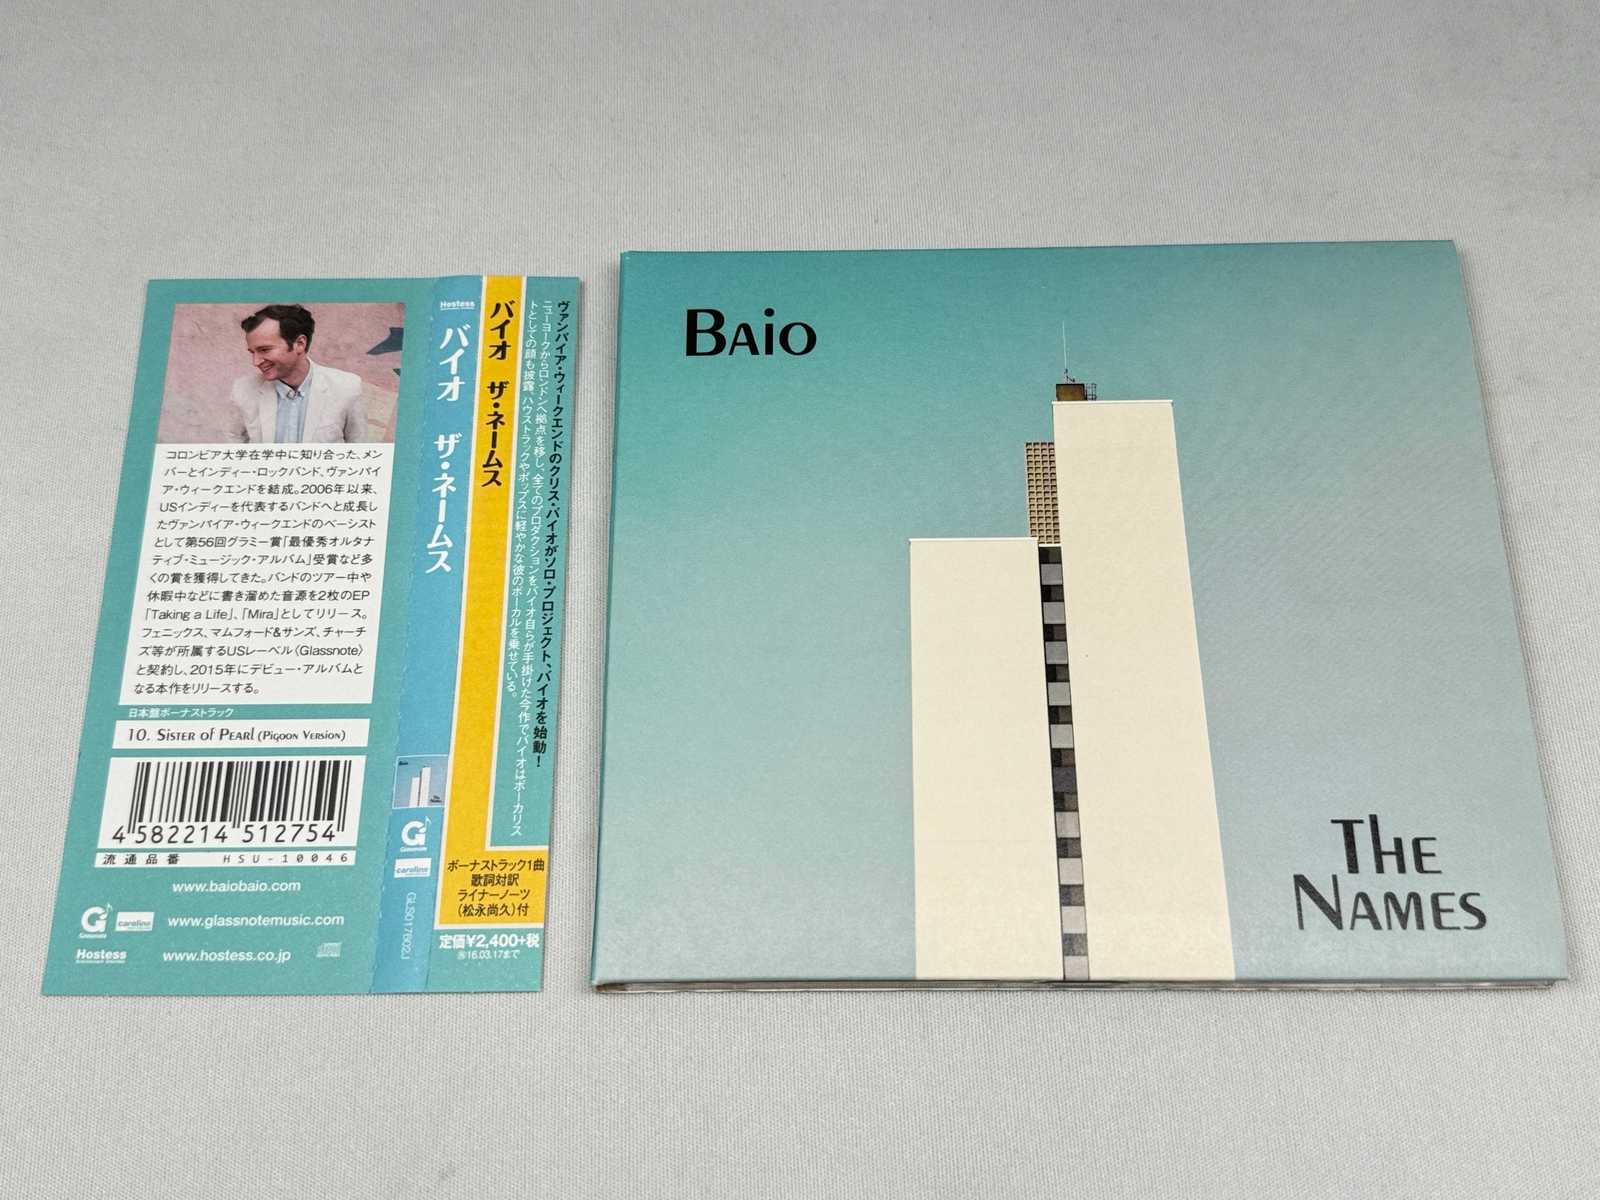 コロンビア大学在学中に知り合った、メン
バーとインディー・ロックバンド、ヴァンパイ
ア・ウィークエンドを結成。2006年以来、
USインディーを代表するバンドへと成長し
たヴァンパイア・ウィークエンドのベーシスト
として第56回グラミー賞「最優秀オルタナ
ティブ・ミュージック・アルバム」受賞など多
くの賞を獲得してきた。バンドのツアー中や
休暇中などに書き溜めた音源を2枚のEP
「Taking a Life」、「Mira」としてリリース。
フェニックス、マムフォード&サンズ、チャーチ
ズ等が所属するUSレーベル〈Glassnote〉
と契約し、2015年にデビュー・アルバムと
なる本作をリリースする。
日本盤ボーナストラック
10. Sister of Pearl (Pigoon Version)
4 582214 512754
流通品番 HSU-10046
www.baiobaio.com
Glassnote
caroline
www.glassnotemusic.com
Hostess
www.hostess.co.jp
Hostess
バイオ ザ・ネームス
Glassnote
caroline
GLS017602J
バイオ ザ・ネームス
ヴァンパイア・ウィークエンドのクリス・バイオがソロ・プロジェクト、バイオを始動！
ニューヨークからロンドンへ拠点を移し、全てのプロダクションをバイオ自らが手掛けた今作で、バイオはボーカリス
トとしての顔も披露、ハウストラックやポップスに軽やかな彼のボーカルを乗せている。
ボーナストラック1曲
歌詞対訳
ライナーノーツ
(松永尚久)付
定価¥2,400+税
16.03.17まで
Baio
The
Names